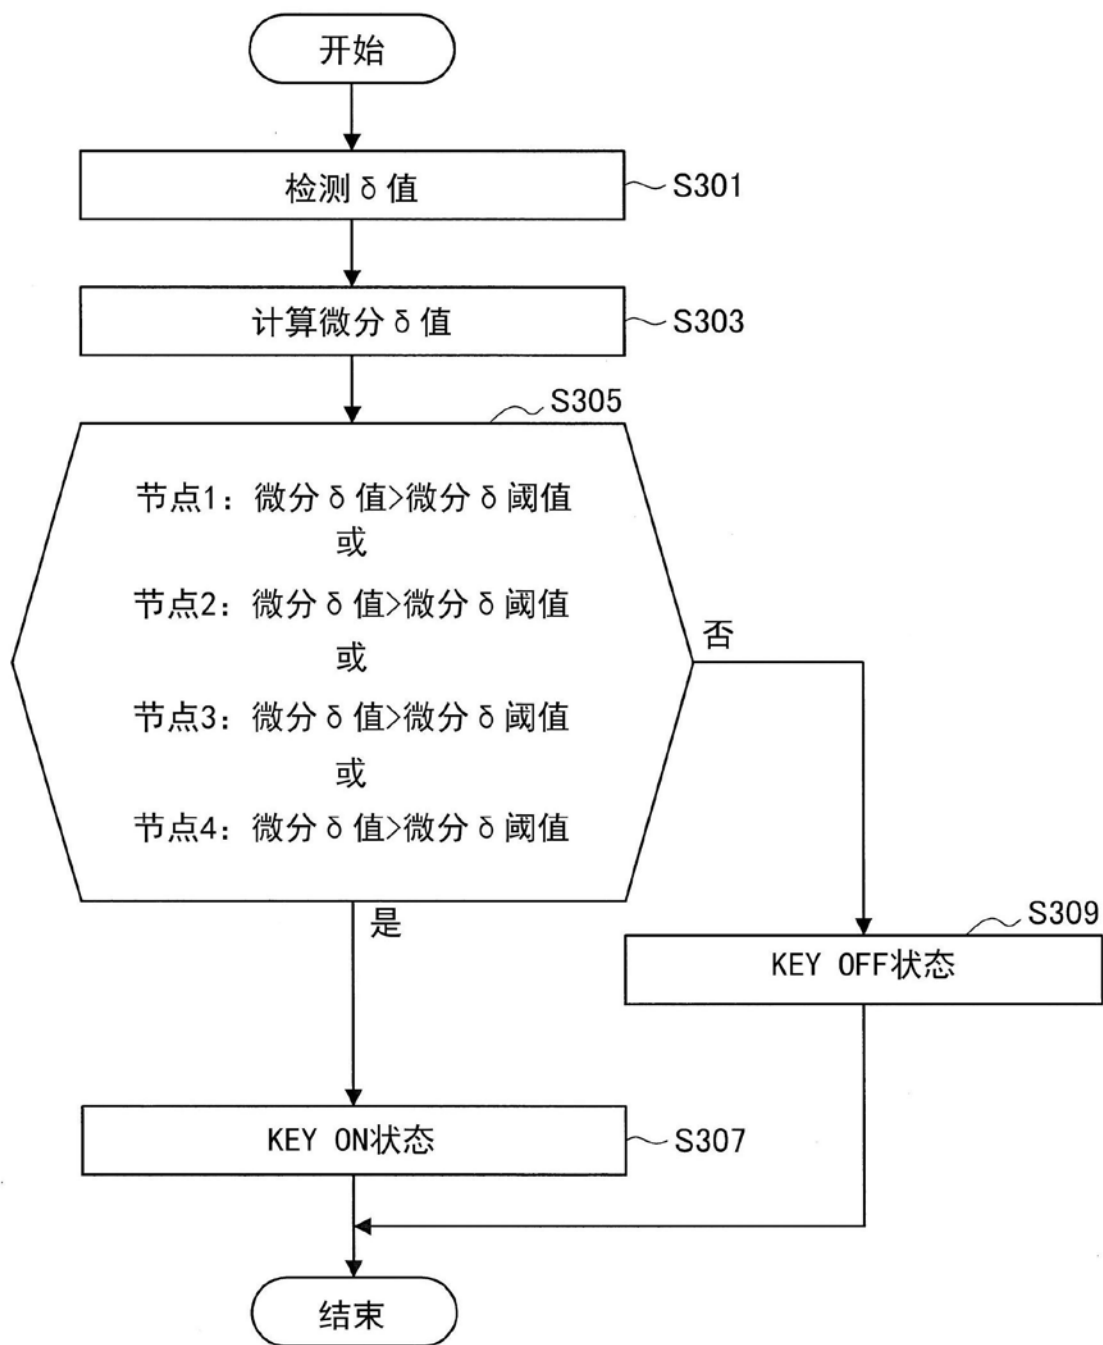 开始
检测δ值
S301
计算微分δ值
S303
S305
节点1：微分δ值>微分δ阈值
或
节点2：微分δ值>微分δ阈值
或
否
节点3：微分δ值>微分δ阈值
或
节点4：微分δ值>微分δ阈值
是
S309
KEY OFF状态
KEY ON状态
S307
结束